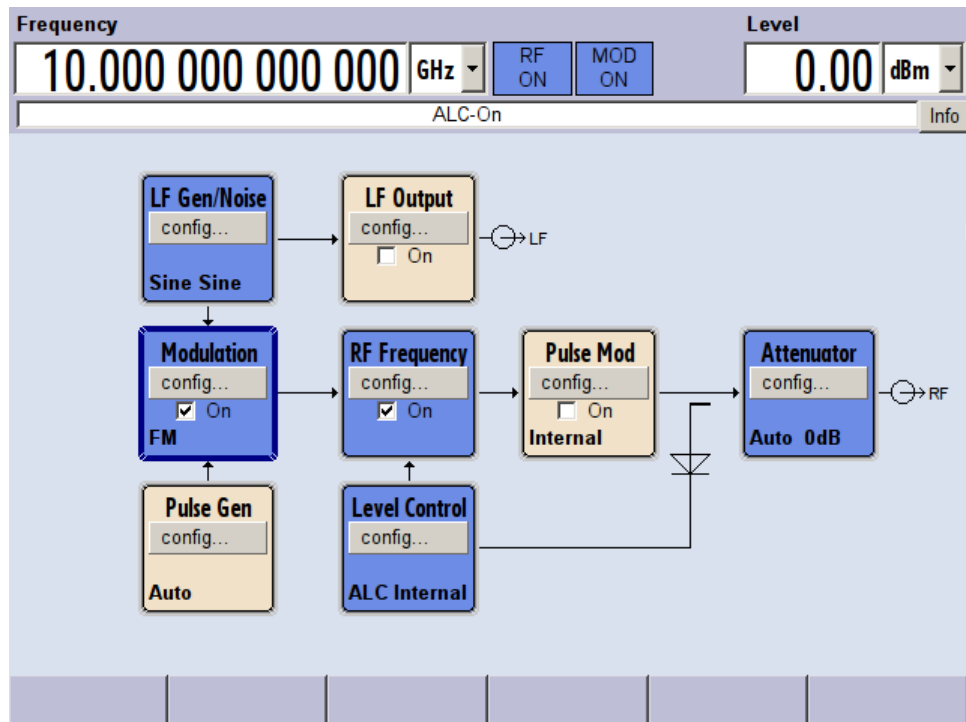 Frequency
Level
10.000 000 000 000 GHz
RF ON
MOD ON
0.00 dBm
ALC-On
Info
LF Gen/Noise
config...
Sine Sine
LF Output
config...
On
LF
Modulation
config...
On
FM
RF Frequency
config...
On
Pulse Mod
config...
On
Internal
Attenuator
config...
Auto 0dB
RF
Pulse Gen
config...
Auto
Level Control
config...
ALC Internal